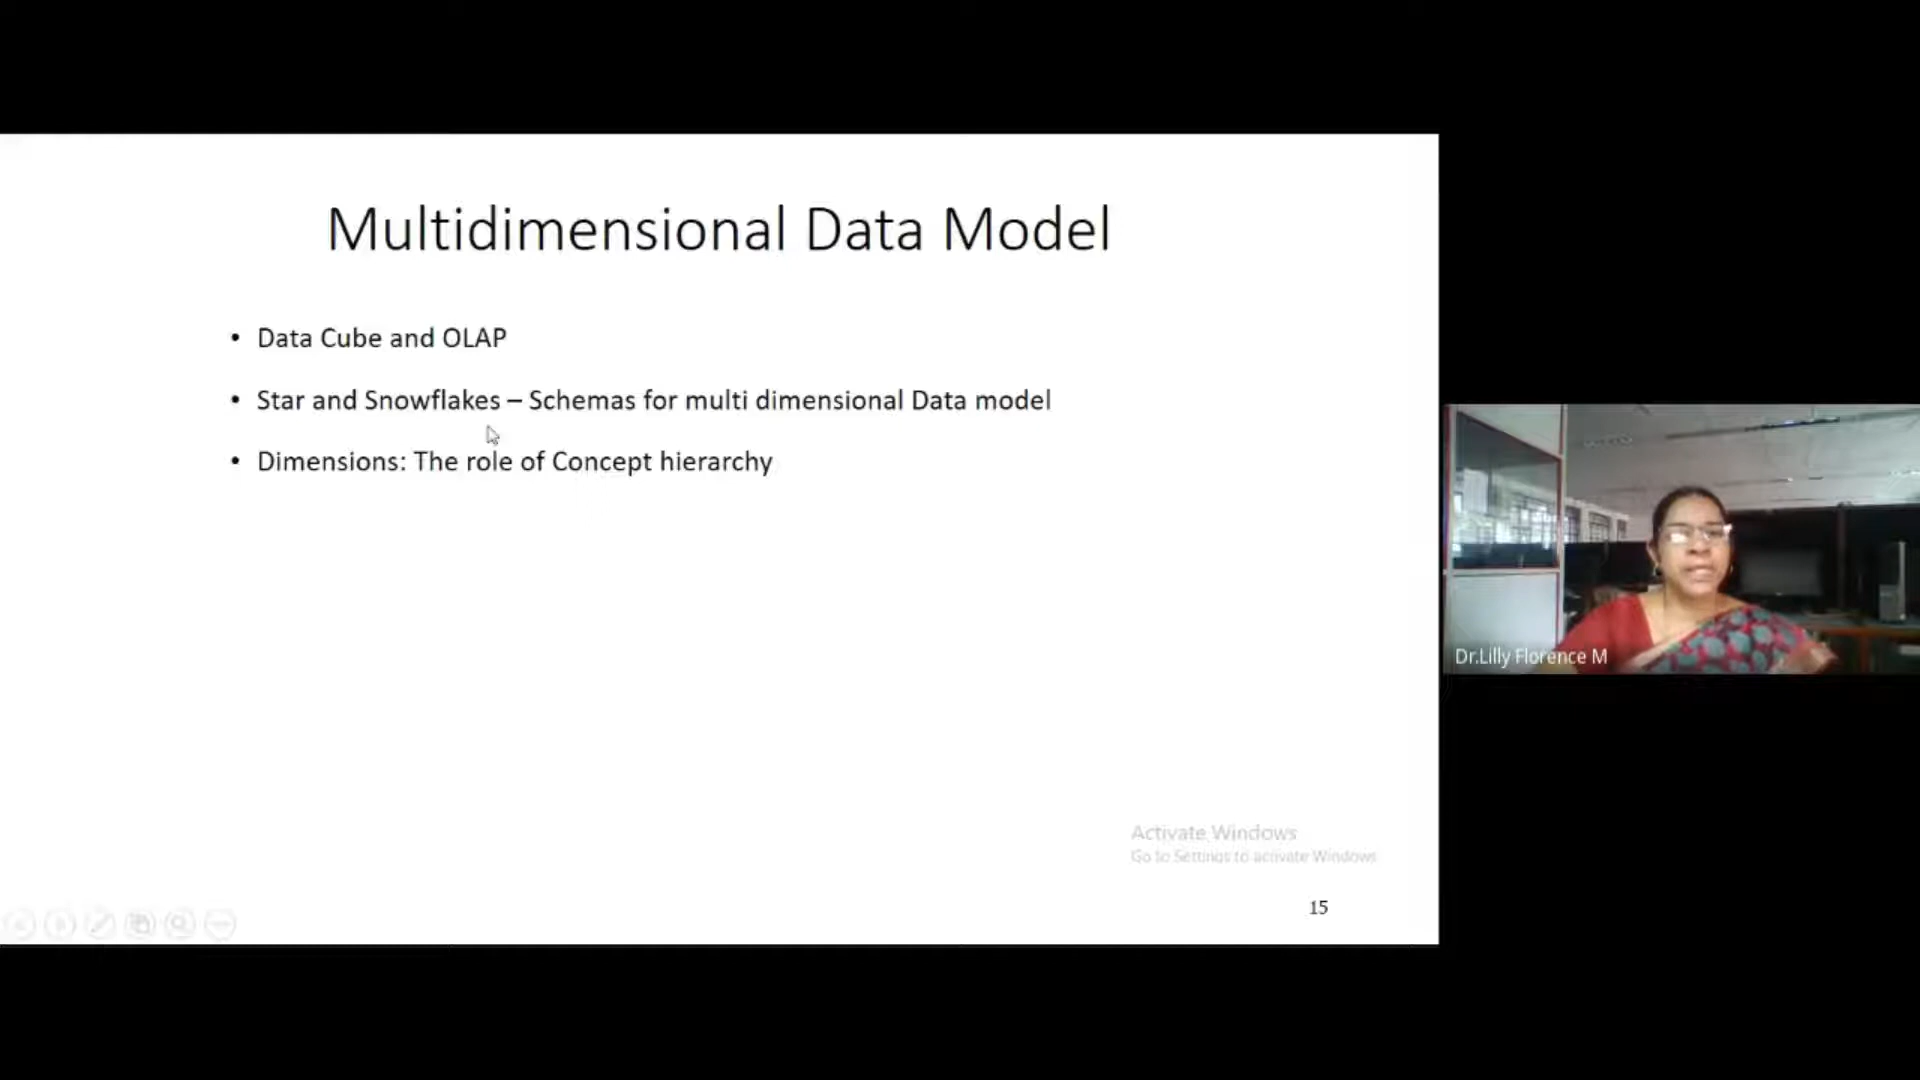 Multidimensional Data Model
• Data Cube and OLAP
• Star and Snowflakes – Schemas for multi dimensional Data model
• Dimensions: The role of Concept hierarchy
Dr.Lilly Florence M
Activate Windows
Go to Settings to activate Windows
15